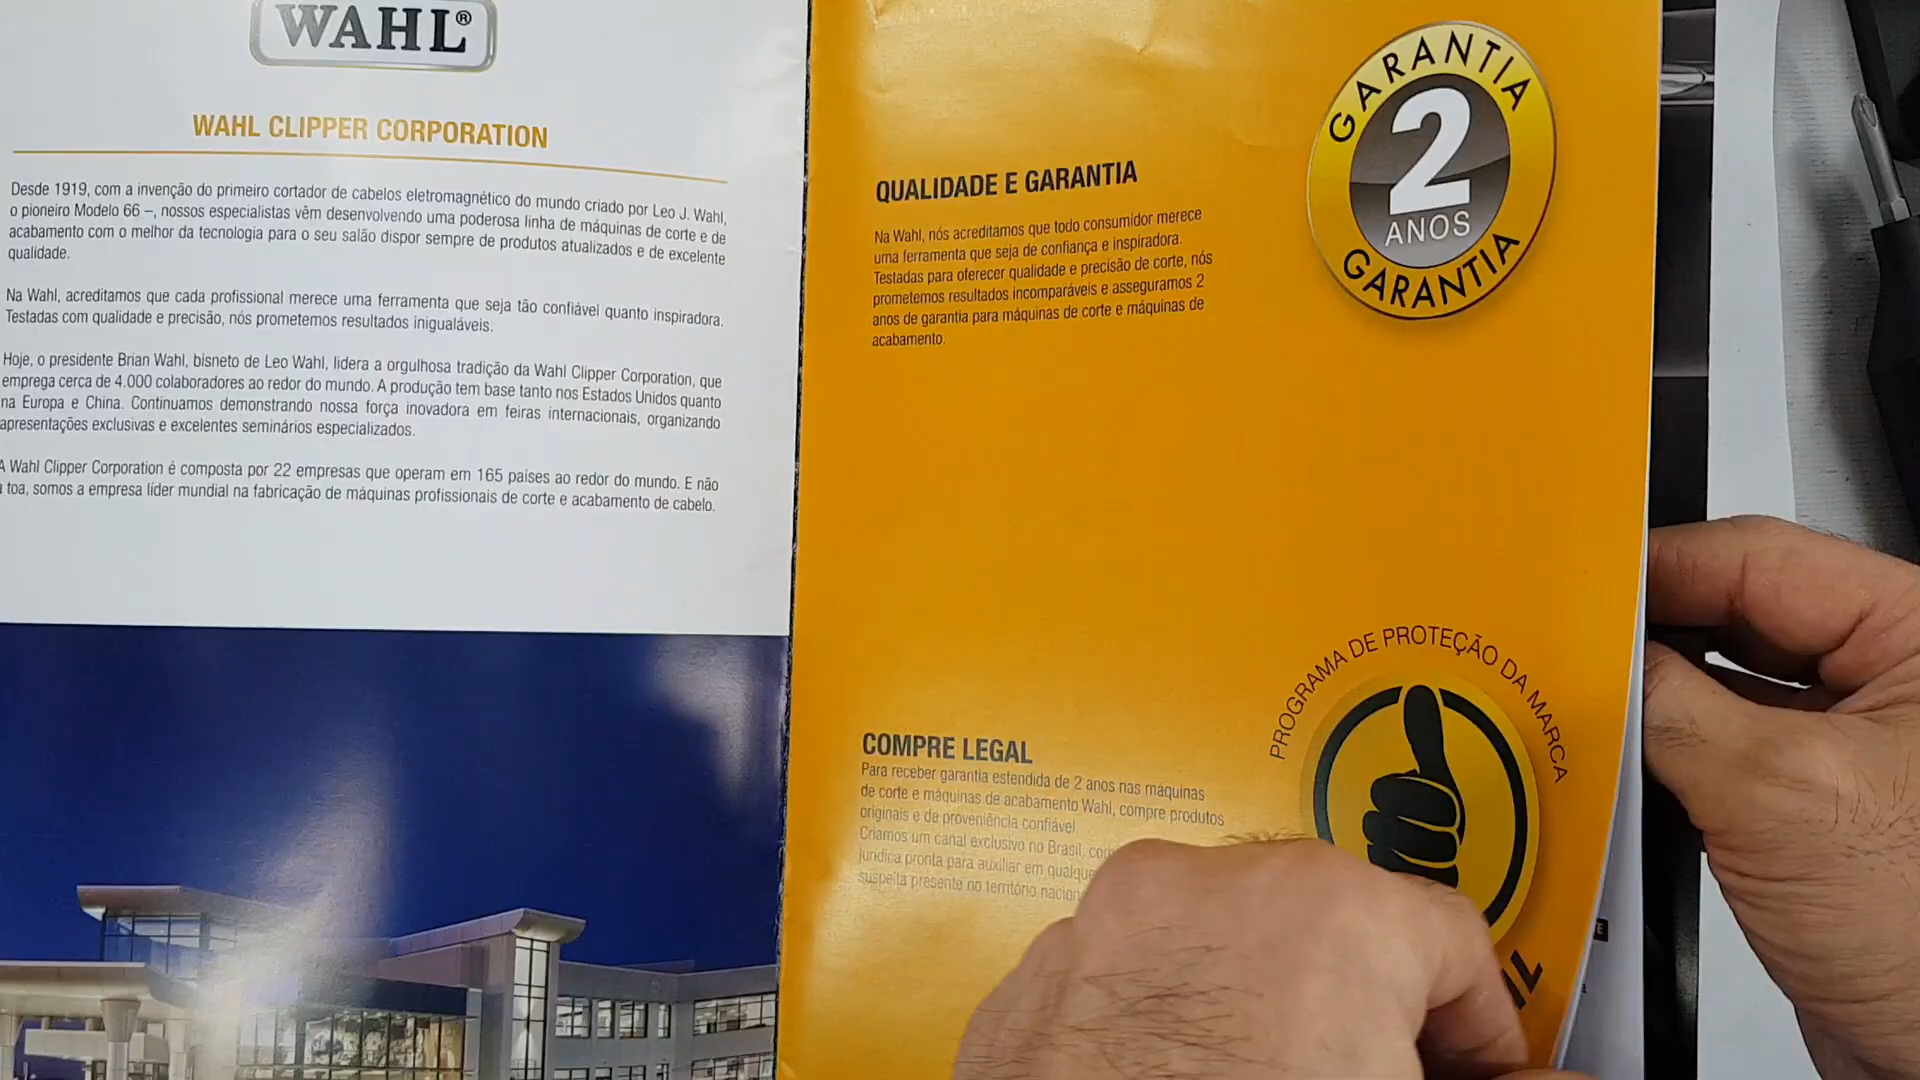 WAHL®
WAHL CLIPPER CORPORATION
Desde 1919, com a invenção do primeiro cortador de cabelos eletromagnético do mundo criado por Leo J. Wahl,
o pioneiro Modelo 66 –, nossos especialistas vêm desenvolvendo uma poderosa linha de máquinas de corte e de
acabamento com o melhor da tecnologia para o seu salão dispor sempre de produtos atualizados e de excelente
qualidade.
Na Wahl, acreditamos que cada profissional merece uma ferramenta que seja tão confiável quanto inspiradora.
Testadas com qualidade e precisão, nós prometemos resultados inigualáveis.
Hoje, o presidente Brian Wahl, bisneto de Leo Wahl, lidera a orgulhosa tradição da Wahl Clipper Corporation, que
emprega cerca de 4.000 colaboradores ao redor do mundo. A produção tem base tanto nos Estados Unidos quanto
na Europa e China. Continuamos demonstrando nossa força inovadora em feiras internacionais, organizando
apresentações exclusivas e excelentes seminários especializados.
A Wahl Clipper Corporation é composta por 22 empresas que operam em 165 países ao redor do mundo. E não
à toa, somos a empresa líder mundial na fabricação de máquinas profissionais de corte e acabamento de cabelo.
GARANTIA
2
ANOS
GARANTIA
QUALIDADE E GARANTIA
Na Wahl, nós acreditamos que todo consumidor merece
uma ferramenta que seja de confiança e inspiradora.
Testadas para oferecer qualidade e precisão de corte, nós
prometemos resultados incomparáveis e asseguramos 2
anos de garantia para máquinas de corte e máquinas de
acabamento.
PROGRAMA DE PROTEÇÃO DA MARCA
COMPRE LEGAL
Para receber garantia estendida de 2 anos nas máquinas
de corte e máquinas de acabamento Wahl, compre produtos
originais e de proveniência confiável.
Criamos um canal exclusivo no Brasil,
jurídica pronta para auxiliar em
suspeita presente no território